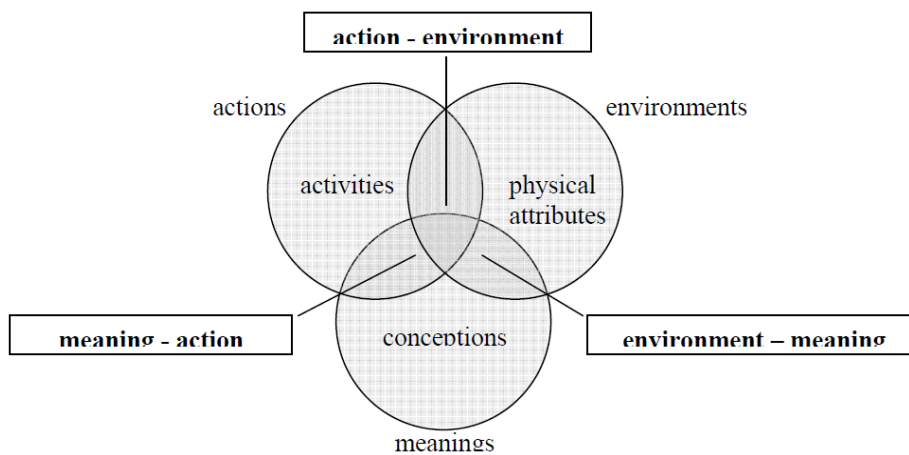 action - environment
actions
environments
activities
physical
attributes
meaning - action
environment – meaning
conceptions
meanings